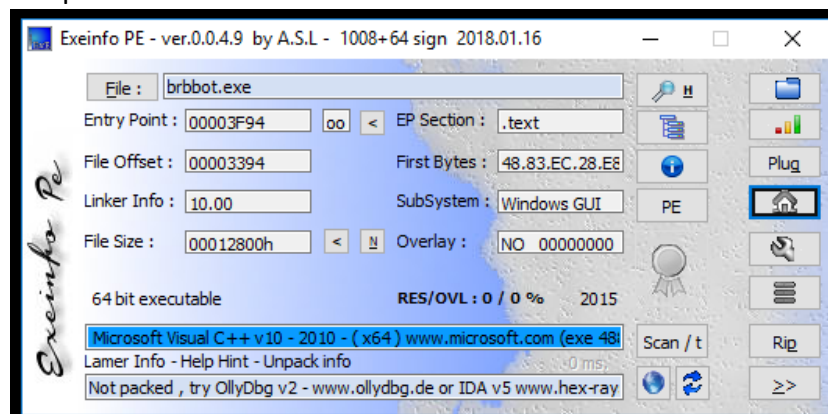 Exeinfo PE - ver.0.0.4.9 by A.S.L - 1008+64 sign 2018.01.16
File : brbbot.exe H
Entry Point : 00003F94 oo < EP Section : .text
File Offset : 00003394 First Bytes : 48.83.EC.28.E8 Plug
Linker Info : 10.00 SubSystem : Windows GUI PE
File Size : 00012800h < N Overlay : NO 00000000
64 bit executable RES/OVL : 0 / 0 % 2015
Microsoft Visual C++ v10 - 2010 - ( x64 ) www.microsoft.com (exe 48 Scan / t Rip
Lamer Info - Help Hint - Unpack info 0 ms.
Not packed , try OllyDbg v2 - www.ollydbg.de or IDA v5 www.hex-ray >>
Exeinfo Pe